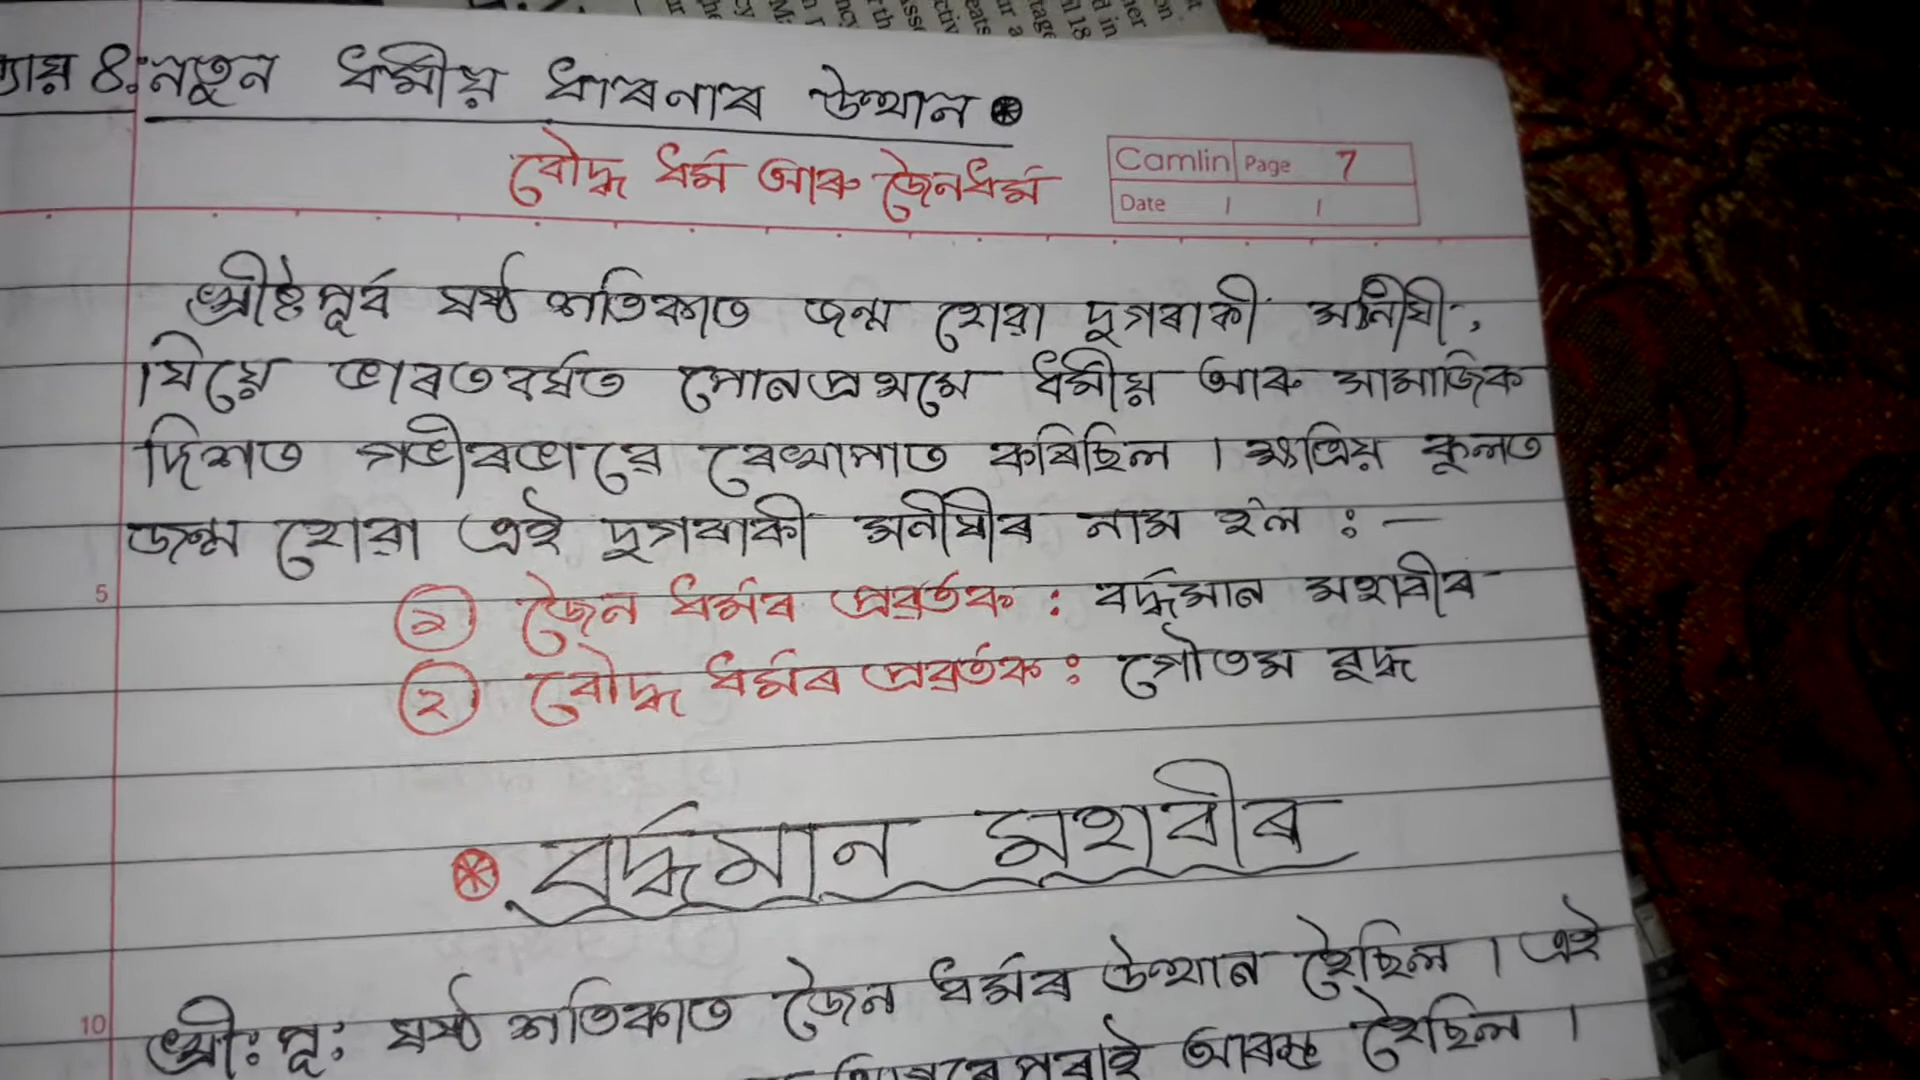 ৪: নতুন ধৰ্মীয় ধাৰনাৰ উত্থান
বৌদ্ধ ধৰ্ম আৰু জৈনধৰ্ম
Camlin Page 7
Date / /
খ্ৰীষ্টপূৰ্ব ষষ্ঠ শতিকাত জন্ম হোৱা দুগৰাকী মনিষী,
যিয়ে ভাৰতবৰ্ষত পোনপ্ৰথমে ধৰ্মীয় আৰু সামাজিক
দিশত গভীৰভাৱে ৰেখাপাত কৰিছিল । ক্ষত্ৰিয় কুলত
জন্ম হোৱা এই দুগৰাকী মনীষীৰ নাম হ'ল : —
১ জৈন ধৰ্মৰ প্ৰৱৰ্তক : বৰ্দ্ধমান মহাবীৰ
২ বৌদ্ধ ধৰ্মৰ প্ৰৱৰ্তক : গৌতম বুদ্ধ
5
বৰ্দ্ধমান মহাবীৰ
খ্ৰী: পূ: ষষ্ঠ শতিকাত জৈন ধৰ্মৰ উত্থান হৈছিল । এই
10
আৰম্ভ হৈছিল ।